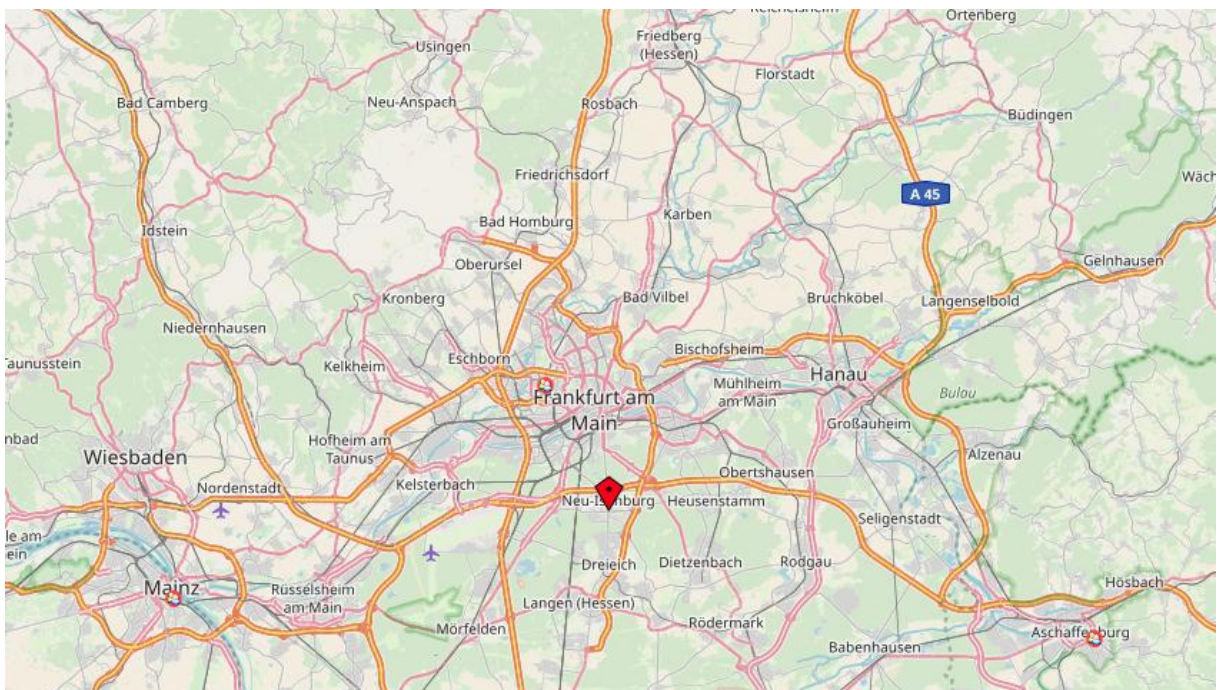 Ortenberg
Usingen
Friedberg
(Hessen)
Florstadt
Bad Camberg
Neu-Anspach
Rosbach
Büdingen
Friedrichsdorf
A 45
Bad Homburg
Karben
Idstein
Oberursel
Gelnhausen
Kronberg
Bad Vilbel
Bruchköbel
Langenselbold
Niedernhausen
Taunusstein
Kelkheim
Eschborn
Bischofsheim
Hanau
Mühlheim
am Main
Frankfurt am
Main
Bulau
Großauheim
Hofheim am
Taunus
Wiesbaden
Alzenau
Obertshausen
Kelsterbach
Nordenstadt
Neu-Isenburg
Heusenstamm
Seligenstadt
Dreieich
Dietzenbach
Rodgau
Mainz
Rüsselsheim
am Main
Hösbach
Langen (Hessen)
Mörfelden
Rödermark
Aschaffenburg
Babenhausen